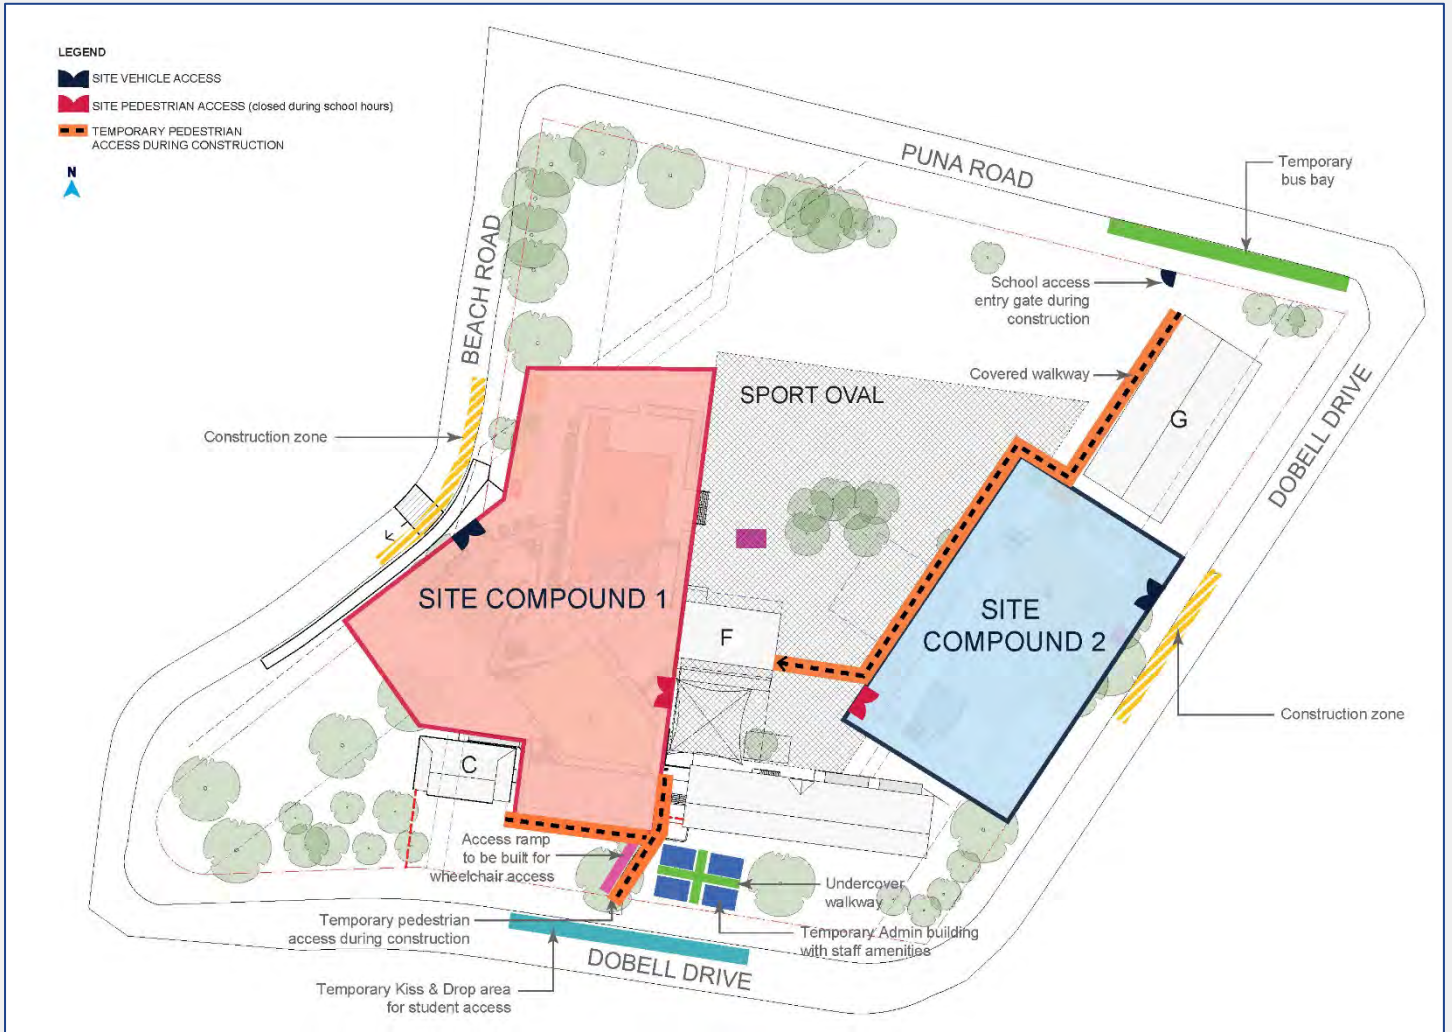 LEGEND
SITE VEHICLE ACCESS
SITE PEDESTRIAN ACCESS (closed during school hours)
TEMPORARY PEDESTRIAN
ACCESS DURING CONSTRUCTION
N
PUNA ROAD
Temporary
bus bay
BEACH ROAD
School access
entry gate during
construction
Covered walkway
SPORT OVAL
G
DOBELL DRIVE
Construction zone
SITE COMPOUND 1
SITE
COMPOUND 2
F
Construction zone
C
Access ramp
to be built for
wheelchair access
Undercover
walkway
Temporary pedestrian
access during construction
Temporary Admin building
with staff amenities
DOBELL DRIVE
Temporary Kiss & Drop area
for student access